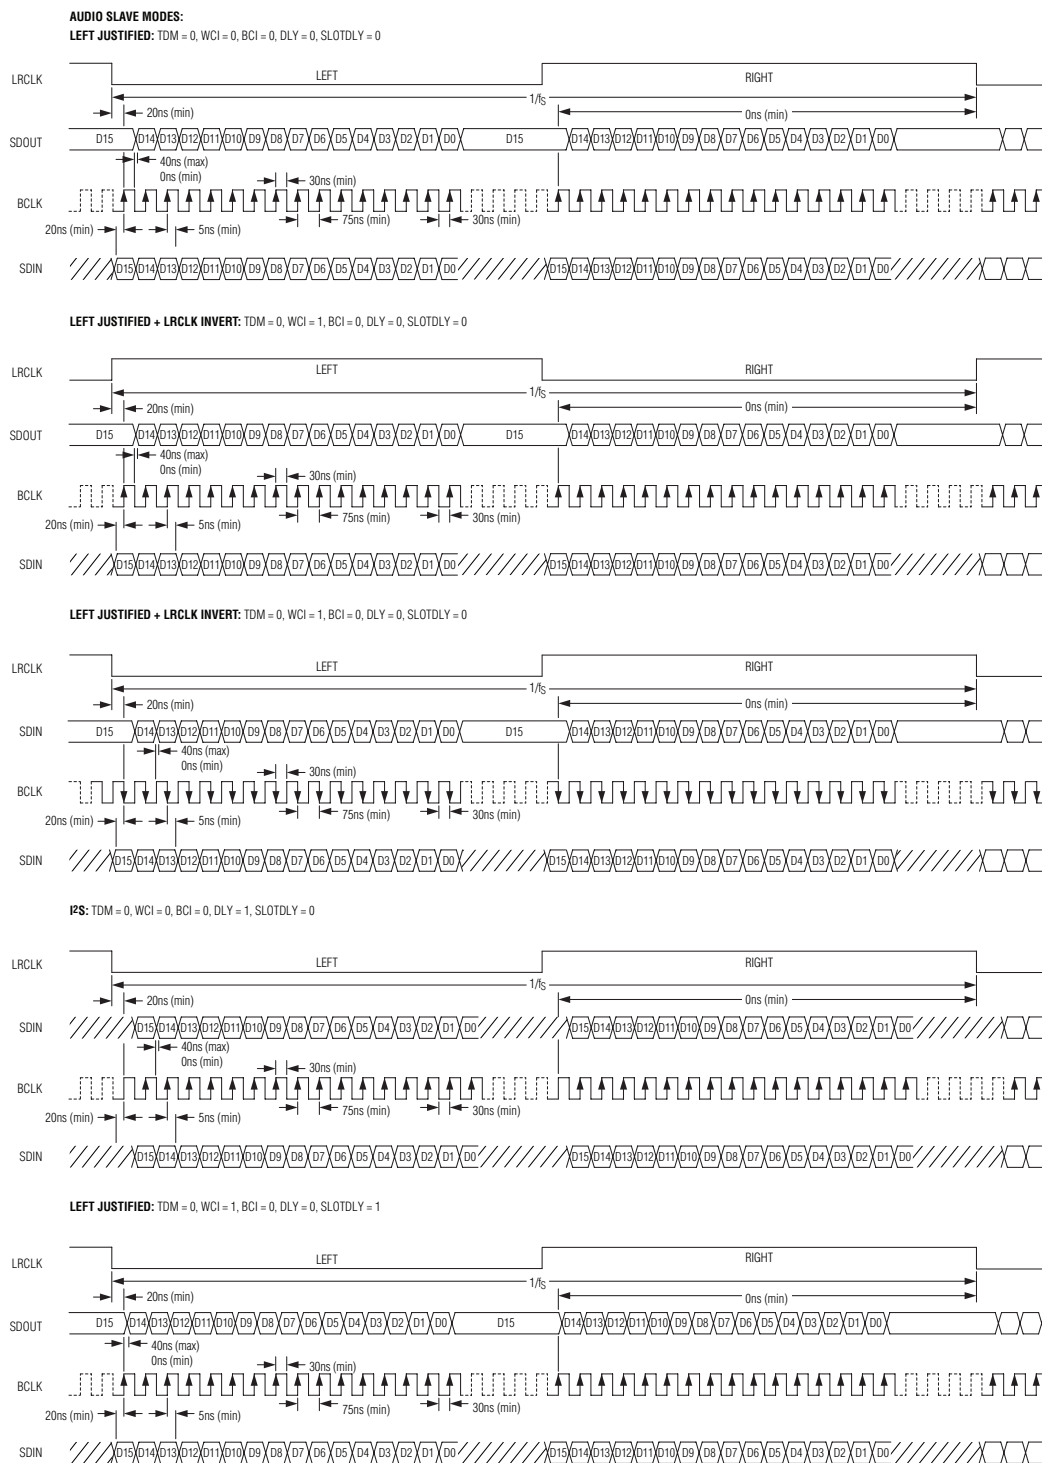 AUDIO SLAVE MODES:
LEFT JUSTIFIED: TDM = 0, WCI = 0, BCI = 0, DLY = 0, SLOTDLY = 0
LRCLK LEFT RIGHT
1/fS
20ns (min) 0ns (min)
SDOUT D15 D14 D13 D12 D11 D10 D9 D8 D7 D6 D5 D4 D3 D2 D1 D0 D15 D14 D13 D12 D11 D10 D9 D8 D7 D6 D5 D4 D3 D2 D1 D0
40ns (max)
0ns (min) 30ns (min)
BCLK
75ns (min) 30ns (min)
20ns (min) 5ns (min)
SDIN D15 D14 D13 D12 D11 D10 D9 D8 D7 D6 D5 D4 D3 D2 D1 D0 D15 D14 D13 D12 D11 D10 D9 D8 D7 D6 D5 D4 D3 D2 D1 D0
LEFT JUSTIFIED + LRCLK INVERT: TDM = 0, WCI = 1, BCI = 0, DLY = 0, SLOTDLY = 0
LRCLK LEFT RIGHT
1/fS
20ns (min) 0ns (min)
SDOUT D15 D14 D13 D12 D11 D10 D9 D8 D7 D6 D5 D4 D3 D2 D1 D0 D15 D14 D13 D12 D11 D10 D9 D8 D7 D6 D5 D4 D3 D2 D1 D0
40ns (max)
0ns (min) 30ns (min)
BCLK
75ns (min) 30ns (min)
20ns (min) 5ns (min)
SDIN D15 D14 D13 D12 D11 D10 D9 D8 D7 D6 D5 D4 D3 D2 D1 D0 D15 D14 D13 D12 D11 D10 D9 D8 D7 D6 D5 D4 D3 D2 D1 D0
LEFT JUSTIFIED + LRCLK INVERT: TDM = 0, WCI = 1, BCI = 0, DLY = 0, SLOTDLY = 0
LRCLK LEFT RIGHT
1/fS
20ns (min) 0ns (min)
SDIN D15 D14 D13 D12 D11 D10 D9 D8 D7 D6 D5 D4 D3 D2 D1 D0 D15 D14 D13 D12 D11 D10 D9 D8 D7 D6 D5 D4 D3 D2 D1 D0
40ns (max)
0ns (min) 30ns (min)
BCLK
75ns (min) 30ns (min)
20ns (min) 5ns (min)
SDIN D15 D14 D13 D12 D11 D10 D9 D8 D7 D6 D5 D4 D3 D2 D1 D0 D15 D14 D13 D12 D11 D10 D9 D8 D7 D6 D5 D4 D3 D2 D1 D0
I2S: TDM = 0, WCI = 0, BCI = 0, DLY = 1, SLOTDLY = 0
LRCLK LEFT RIGHT
1/fS
20ns (min) 0ns (min)
SDIN D15 D14 D13 D12 D11 D10 D9 D8 D7 D6 D5 D4 D3 D2 D1 D0 D15 D14 D13 D12 D11 D10 D9 D8 D7 D6 D5 D4 D3 D2 D1 D0
40ns (max)
0ns (min) 30ns (min)
BCLK
75ns (min) 30ns (min)
20ns (min) 5ns (min)
SDIN D15 D14 D13 D12 D11 D10 D9 D8 D7 D6 D5 D4 D3 D2 D1 D0 D15 D14 D13 D12 D11 D10 D9 D8 D7 D6 D5 D4 D3 D2 D1 D0
LEFT JUSTIFIED: TDM = 0, WCI = 1, BCI = 0, DLY = 0, SLOTDLY = 1
LRCLK LEFT RIGHT
1/fS
20ns (min) 0ns (min)
SDOUT D15 D14 D13 D12 D11 D10 D9 D8 D7 D6 D5 D4 D3 D2 D1 D0 D15 D14 D13 D12 D11 D10 D9 D8 D7 D6 D5 D4 D3 D2 D1 D0
40ns (max)
0ns (min) 30ns (min)
BCLK
75ns (min) 30ns (min)
20ns (min) 5ns (min)
SDIN D15 D14 D13 D12 D11 D10 D9 D8 D7 D6 D5 D4 D3 D2 D1 D0 D15 D14 D13 D12 D11 D10 D9 D8 D7 D6 D5 D4 D3 D2 D1 D0